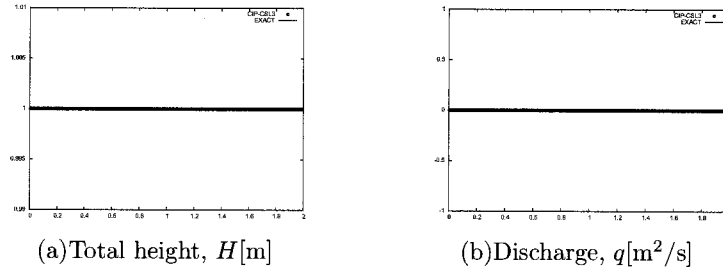 1.01
1.005
1
0.995
0.99
0 0.2 0.4 0.6 0.8 1 1.2 1.4 1.6 1.8 2
CIP-CSL3
EXACT
(a)Total height, H[m]
1
0.5
0
-0.5
-1
0 0.2 0.4 0.6 0.8 1 1.2 1.4 1.6 1.8
CIP-CSL3
EXACT
(b)Discharge, q[m²/s]